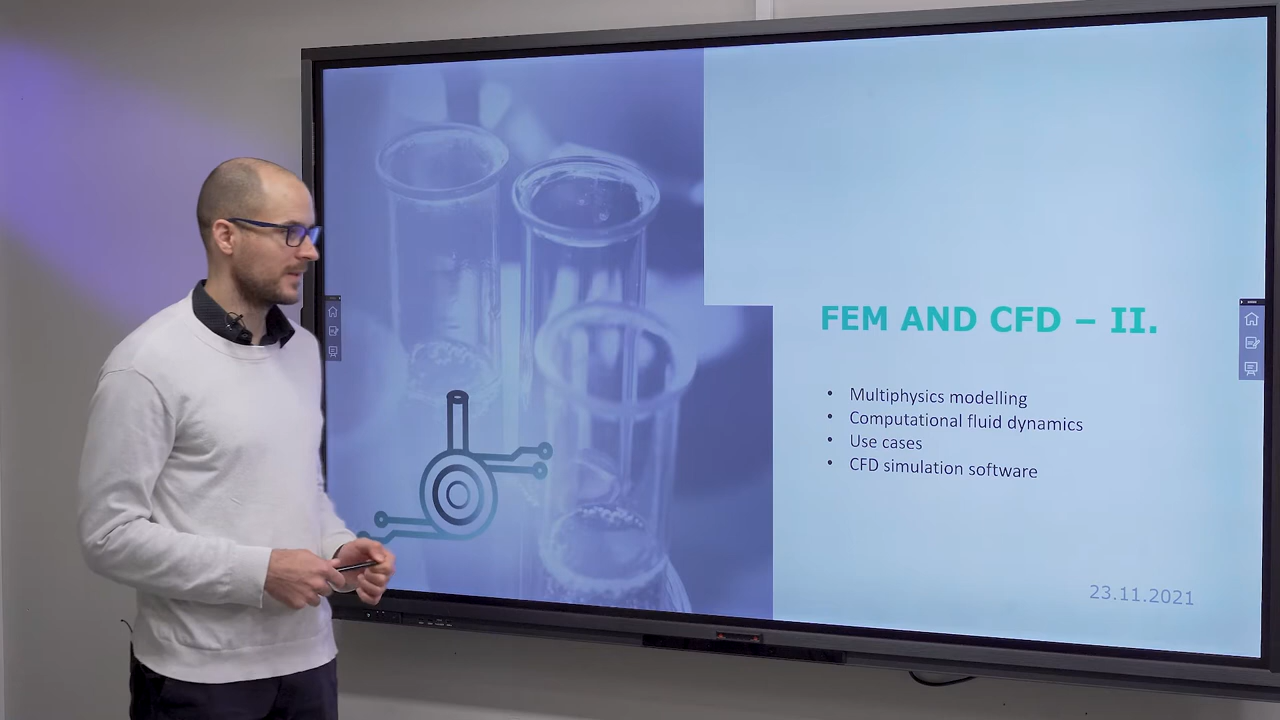 FEM AND CFD – II.
• Multiphysics modelling
• Computational fluid dynamics
• Use cases
• CFD simulation software
23.11.2021